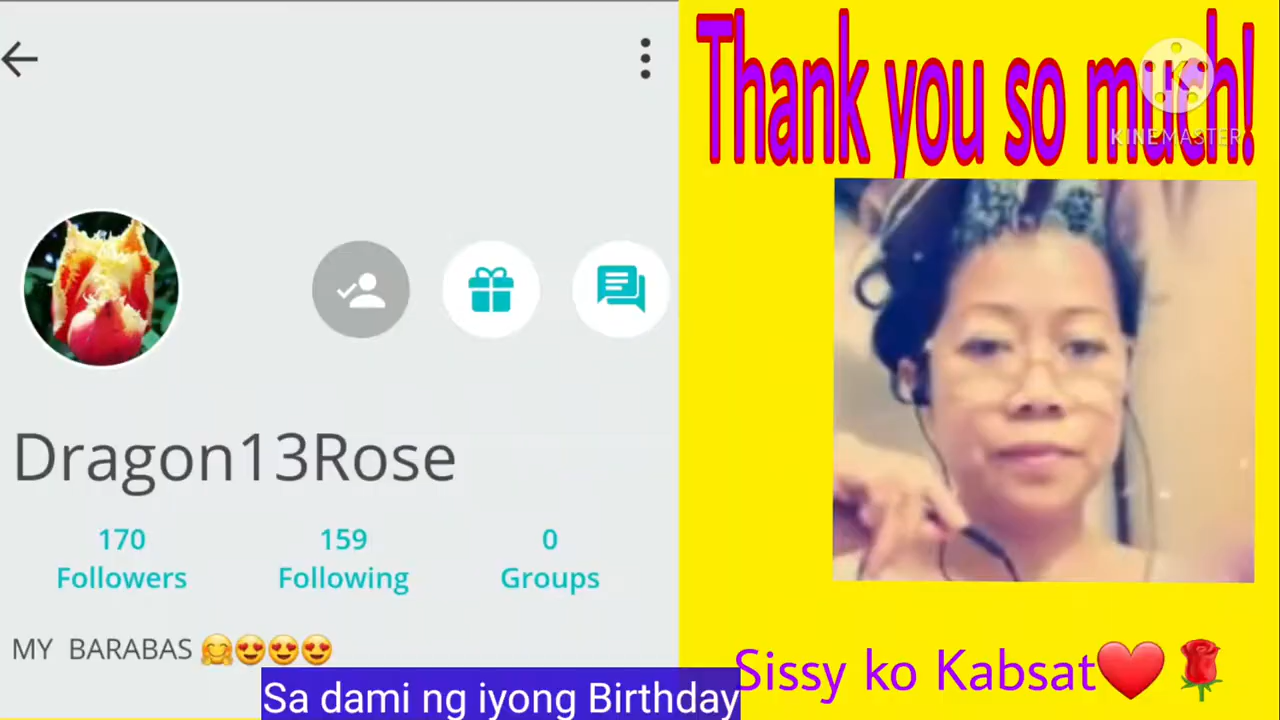 Thank you so much!
KINEMASTER
Dragon13Rose
170
Followers
159
Following
0
Groups
MY BARABAS 🤗😍😍😍
Sissy ko Kabsat❤️🌹
Sa dami ng iyong Birthday